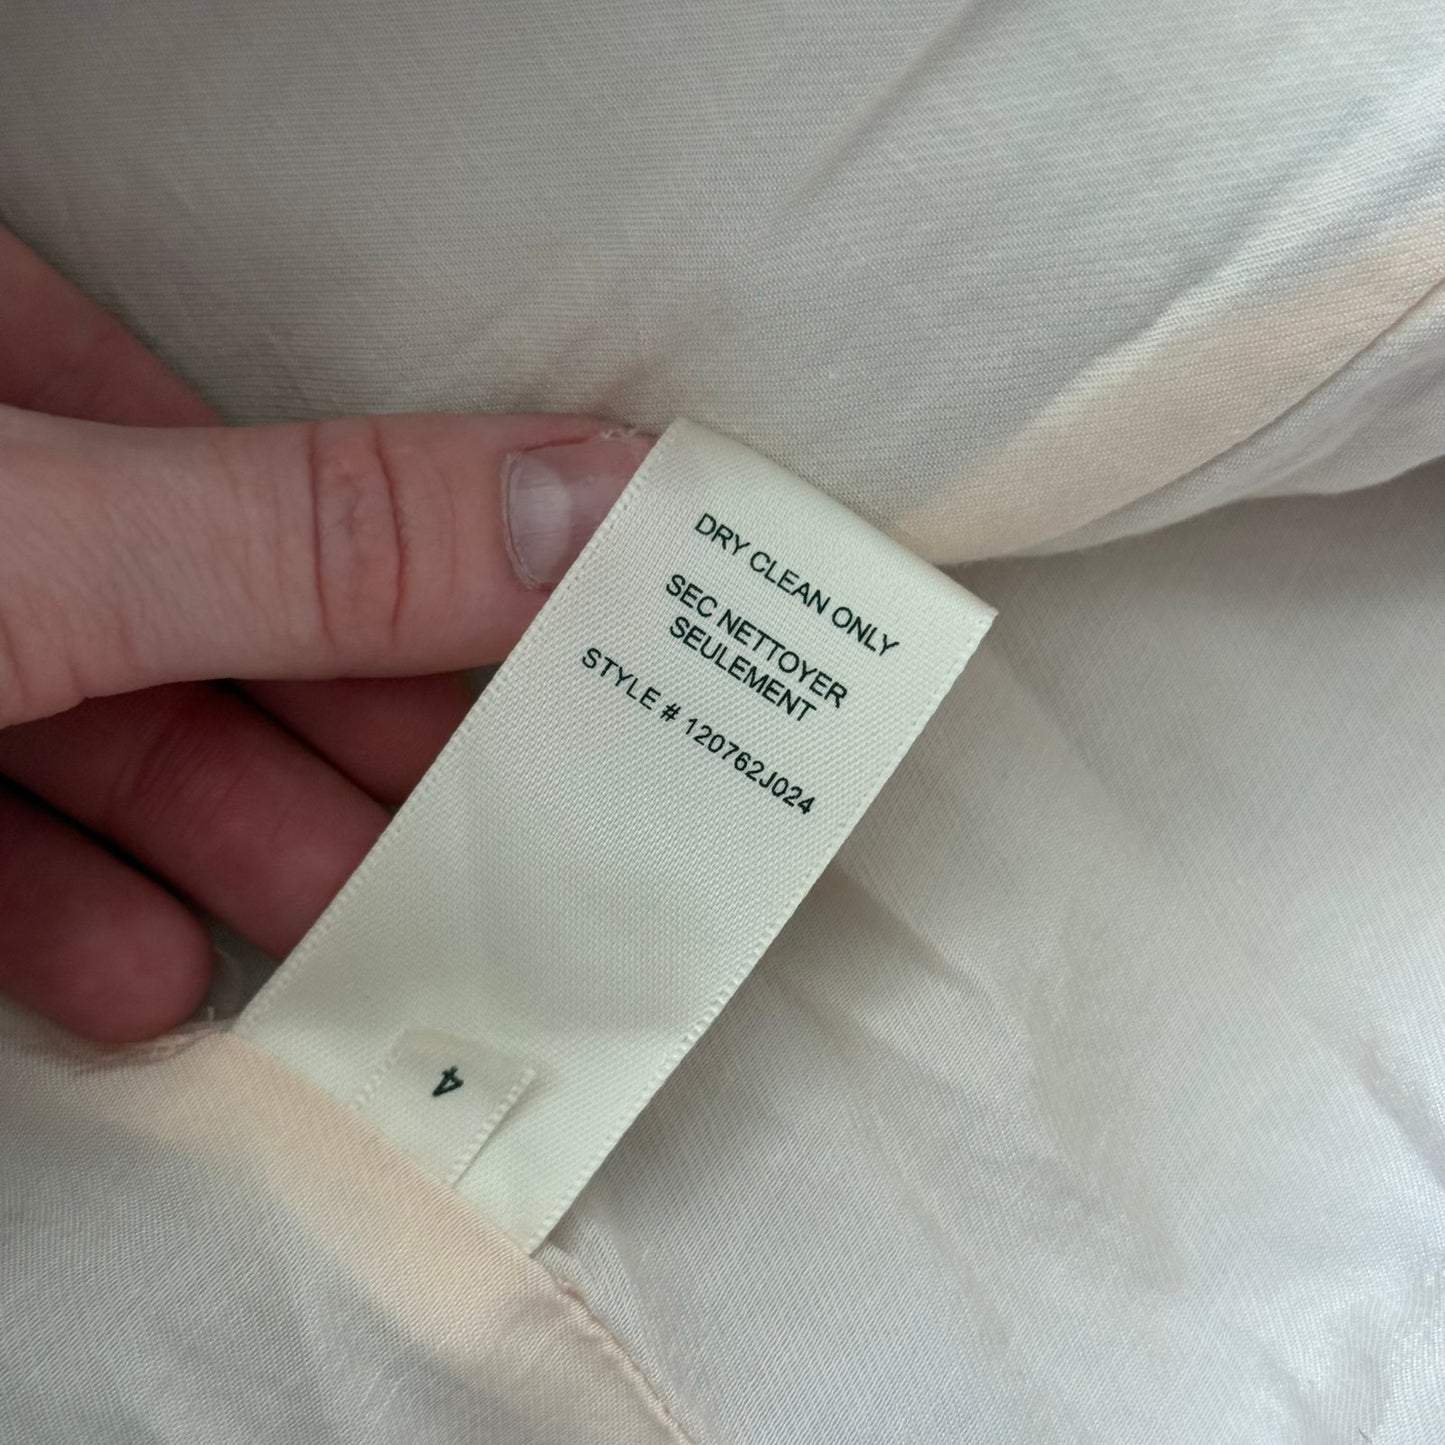 DRY CLEAN ONLY
SEC NETTOYER
SEULEMENT
STYLE # 120762J024
4